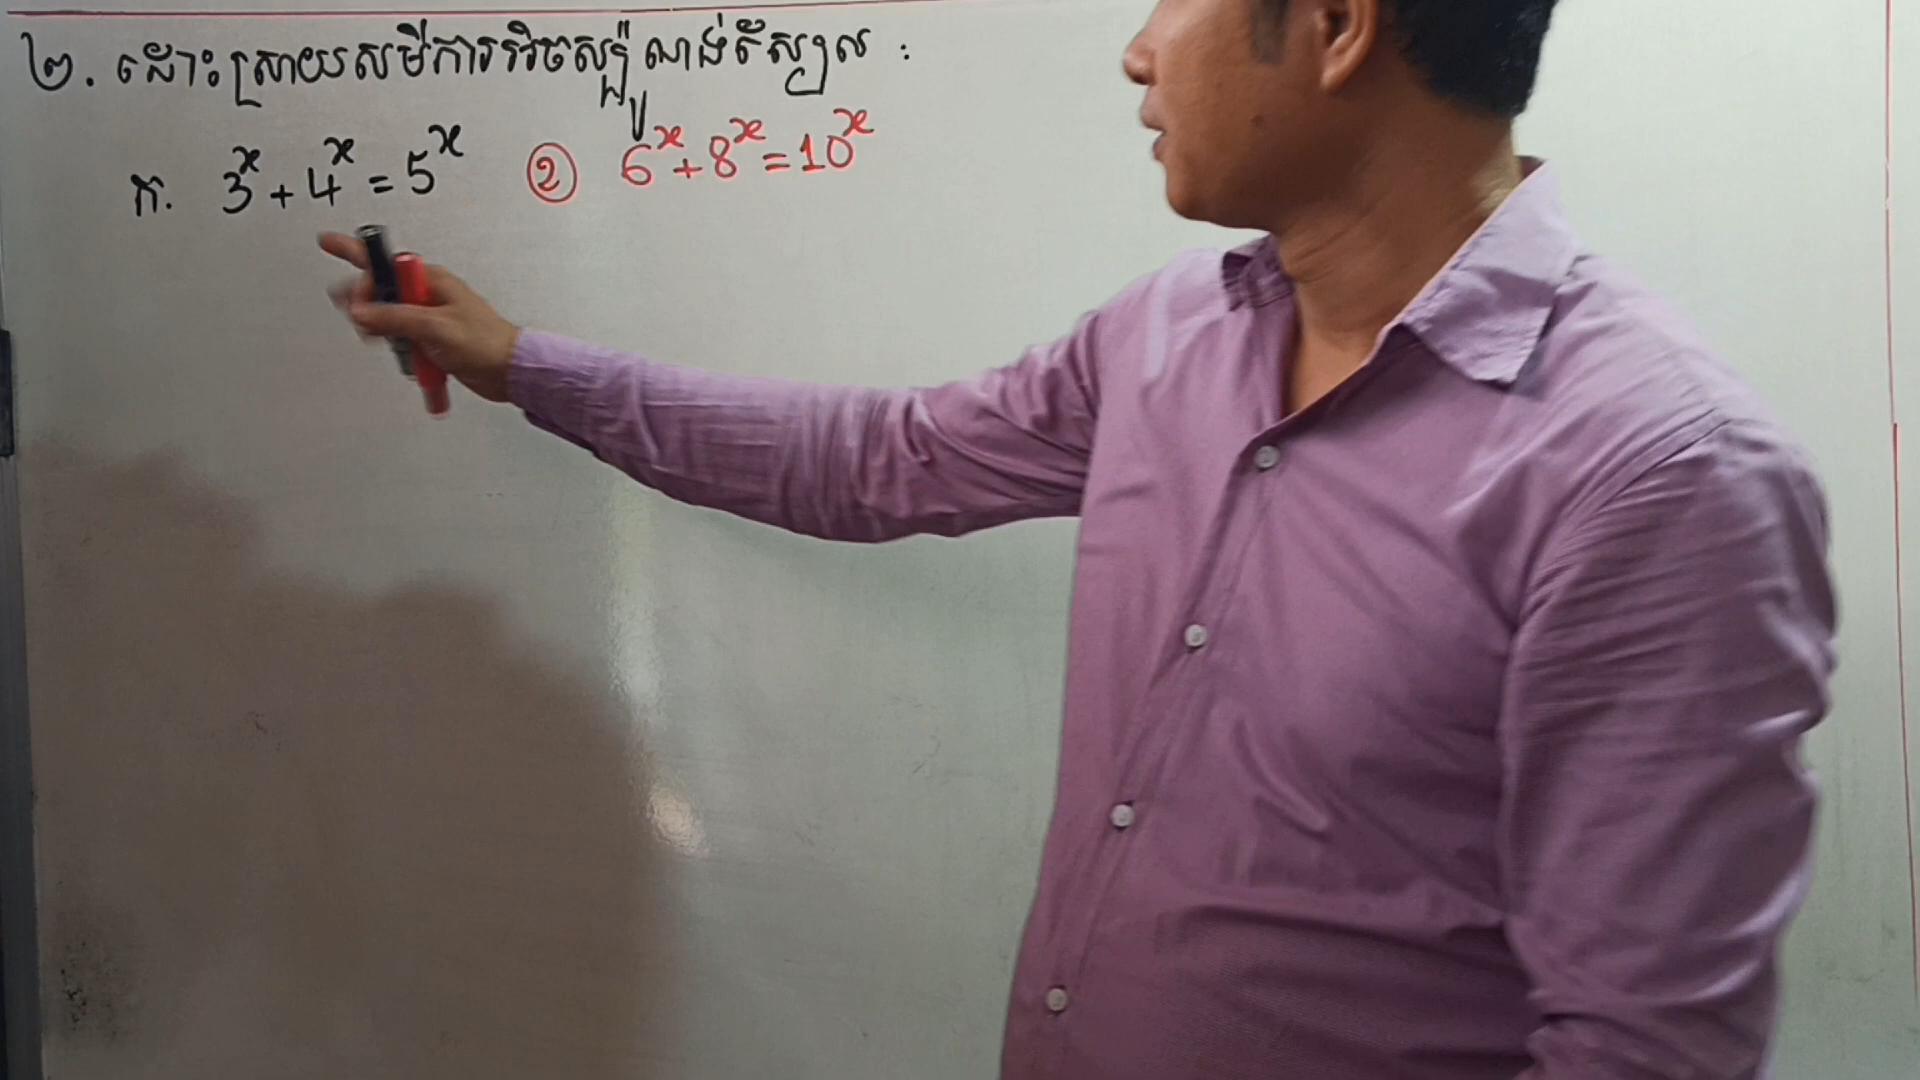 ២. ដោះស្រាយសមីការអិចស្ប៉ូណង់ស្យែល :
ក. 3^x + 4^x = 5^x ② 6^x + 8^x = 10^x